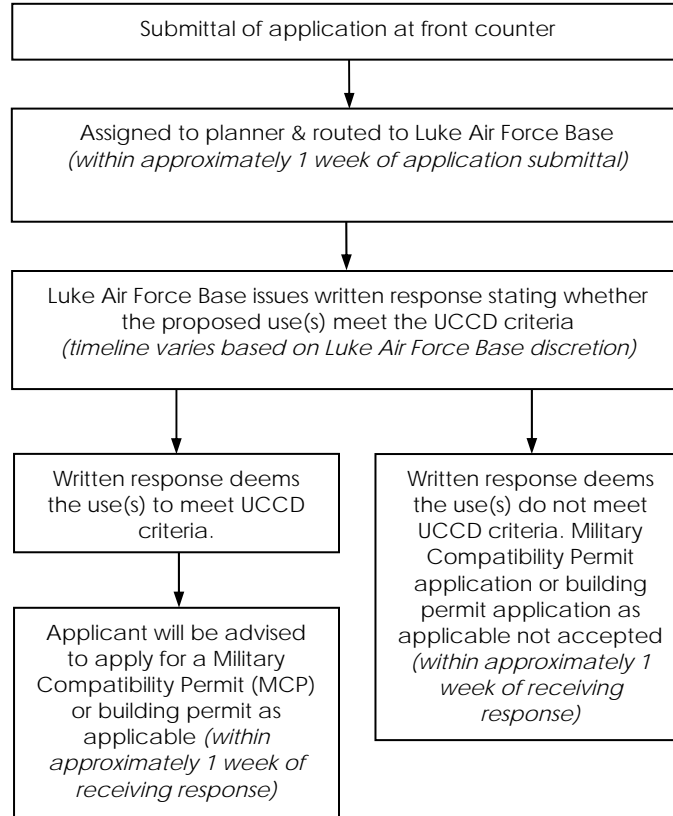 Submittal of application at front counter
Assigned to planner & routed to Luke Air Force Base
(within approximately 1 week of application submittal)
Luke Air Force Base issues written response stating whether
the proposed use(s) meet the UCCD criteria
(timeline varies based on Luke Air Force Base discretion)
Written response deems
the use(s) to meet UCCD
criteria.
Applicant will be advised
to apply for a Military
Compatibility Permit (MCP)
or building permit as
applicable (within
approximately 1 week of
receiving response)
Written response deems
the use(s) do not meet
UCCD criteria. Military
Compatibility Permit
application or building
permit application as
applicable not accepted
(within approximately 1
week of receiving
response)